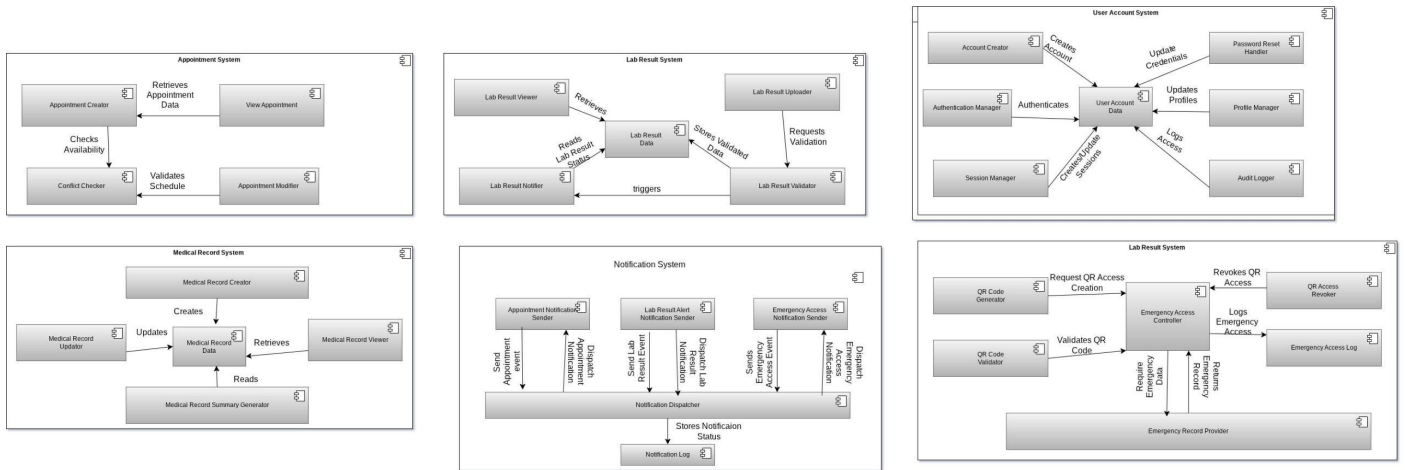 Appointment System
Appointment Creator
Retrieves
Appointment
Data
View Appointment
Checks
Availability
Conflict Checker
Validates
Schedule
Appointment Modifier
Lab Result System
Lab Result Viewer
Retrieves
Lab Result Uploader
Lab Result
Data
Reads
Lab Result
Status
Stores Validated
Data
Requests
Validation
Lab Result Notifier
triggers
Lab Result Validator
User Account System
Account Creator
Creates
Account
Update
Credentials
Password Reset
Handler
Authentication Manager
Authenticates
User Account
Data
Updates
Profiles
Profile Manager
Session Manager
Creates/Update
Sessions
Logs
Access
Audit Logger
Medical Record System
Medical Record Creator
Creates
Medical Record
Updator
Updates
Medical Record
Data
Retrieves
Medical Record Viewer
Reads
Medical Record Summary Generator
Notification System
Appointment Notification
Sender
Lab Result Alert
Notification Sender
Emergency Access
Notification Sender
Send
Appointment
event
Dispatch
Appointment
Notification
Send Lab
Result Event
Dispatch Lab
Result
Notification
Sends
Emergency
Access Event
Dispatch
Emergency
Access
Notification
Notification Dispatcher
Stores Notificaion
Status
Notification Log
Lab Result System
QR Code
Generator
Request QR Access
Creation
Emergency Access
Controller
Revokes QR
Access
QR Access
Revoker
QR Code
Validator
Validates QR
Code
Logs
Emergency
Access
Emergency Access Log
Emergency
Data
Returns
Emergency
Record
Emergency Record Provider